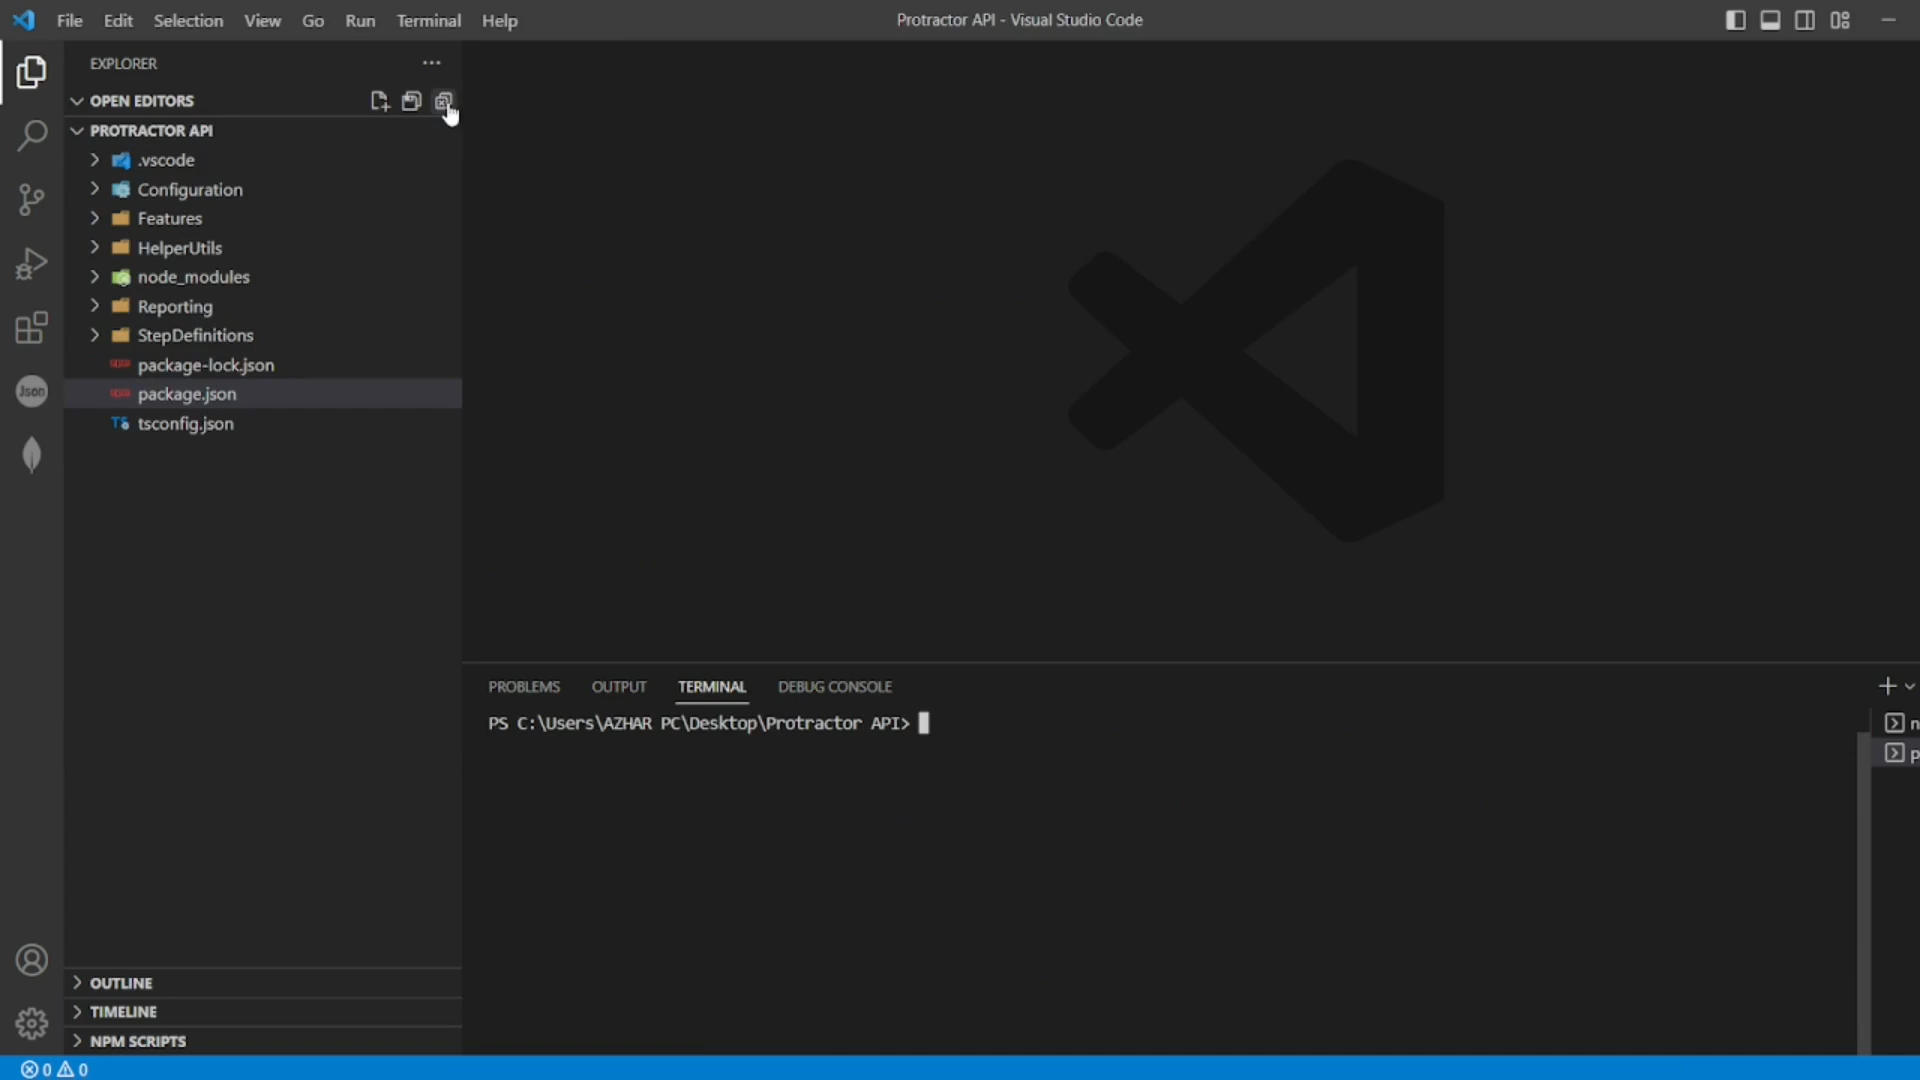 File Edit Selection View Go Run Terminal Help
Protractor API - Visual Studio Code
EXPLORER
OPEN EDITORS
PROTRACTOR API
.vscode
Configuration
Features
HelperUtils
node_modules
Reporting
StepDefinitions
package-lock.json
package.json
tsconfig.json
Json
PROBLEMS OUTPUT TERMINAL DEBUG CONSOLE
PS C:\Users\AZHAR PC\Desktop\Protractor API>
n
p
OUTLINE
TIMELINE
NPM SCRIPTS
0 0